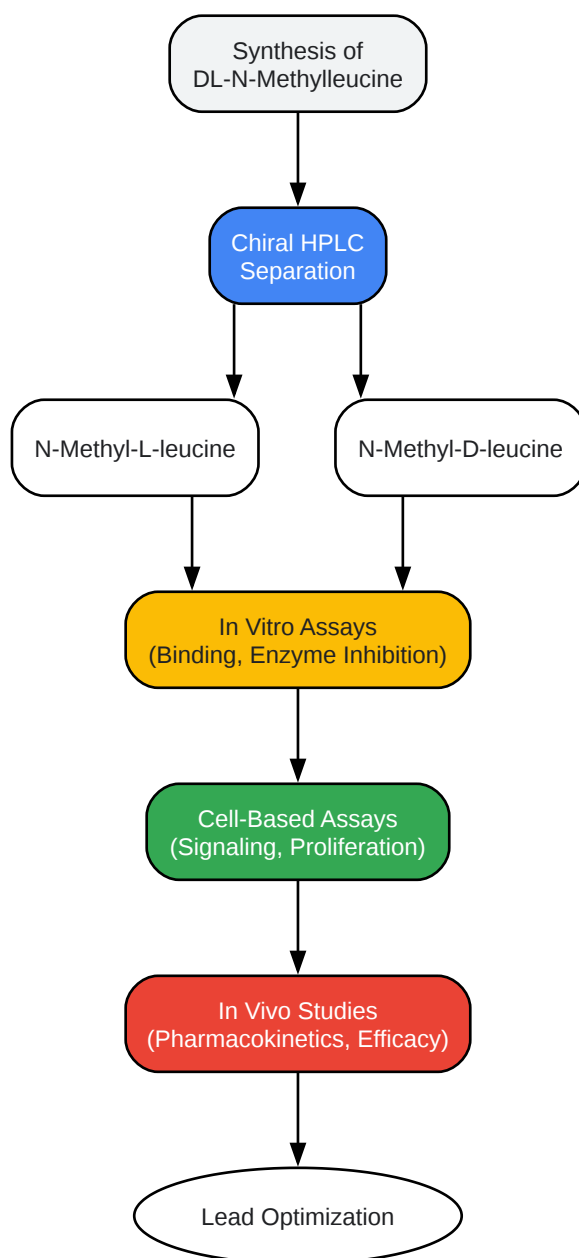 Synthesis of
DL-N-Methylleucine
Chiral HPLC
Separation
N-Methyl-L-leucine
N-Methyl-D-leucine
In Vitro Assays
(Binding, Enzyme Inhibition)
Cell-Based Assays
(Signaling, Proliferation)
In Vivo Studies
(Pharmacokinetics, Efficacy)
Lead Optimization